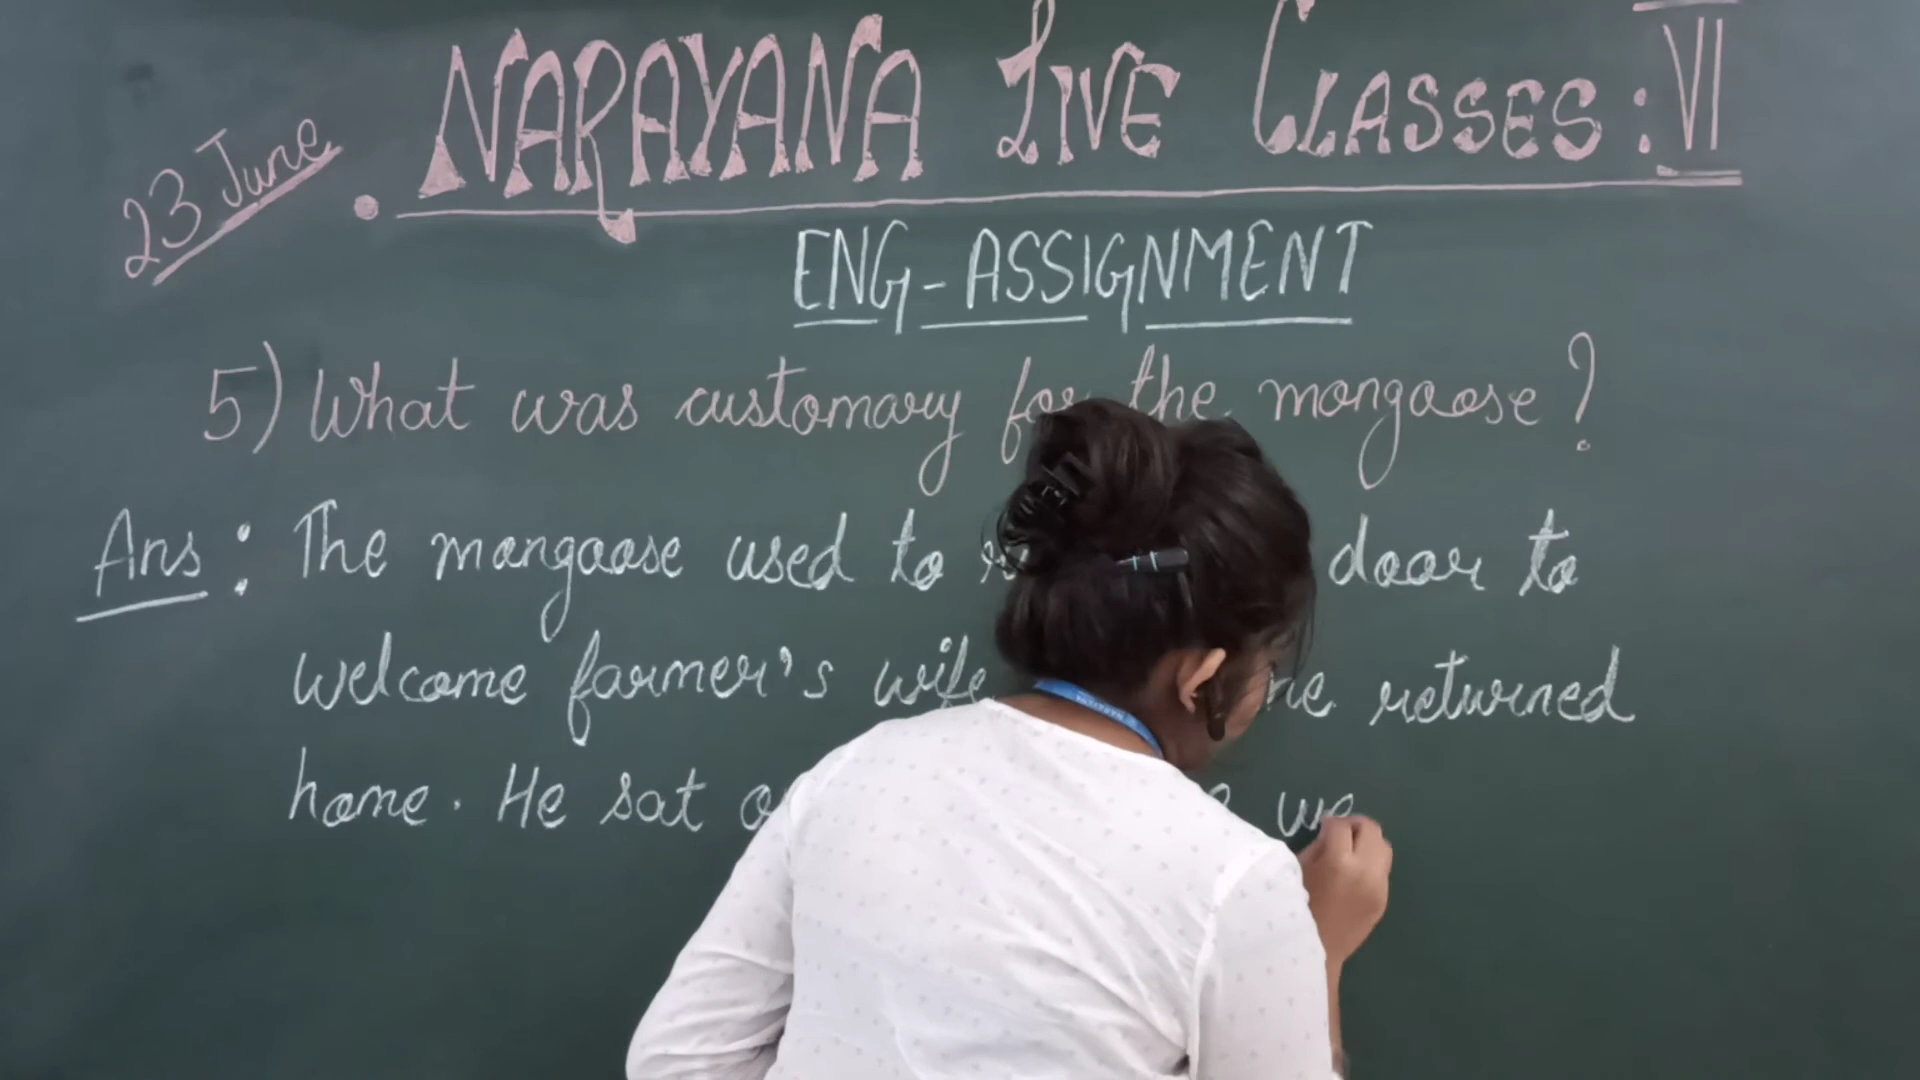 NARAYANA LIVE CLASSES : VI
23 June
ENG-ASSIGNMENT
5) What was customary for the mongoose?
Ans : The mongoose used to door to
welcome farmer's wife returned
home. He sat
NARAYANA